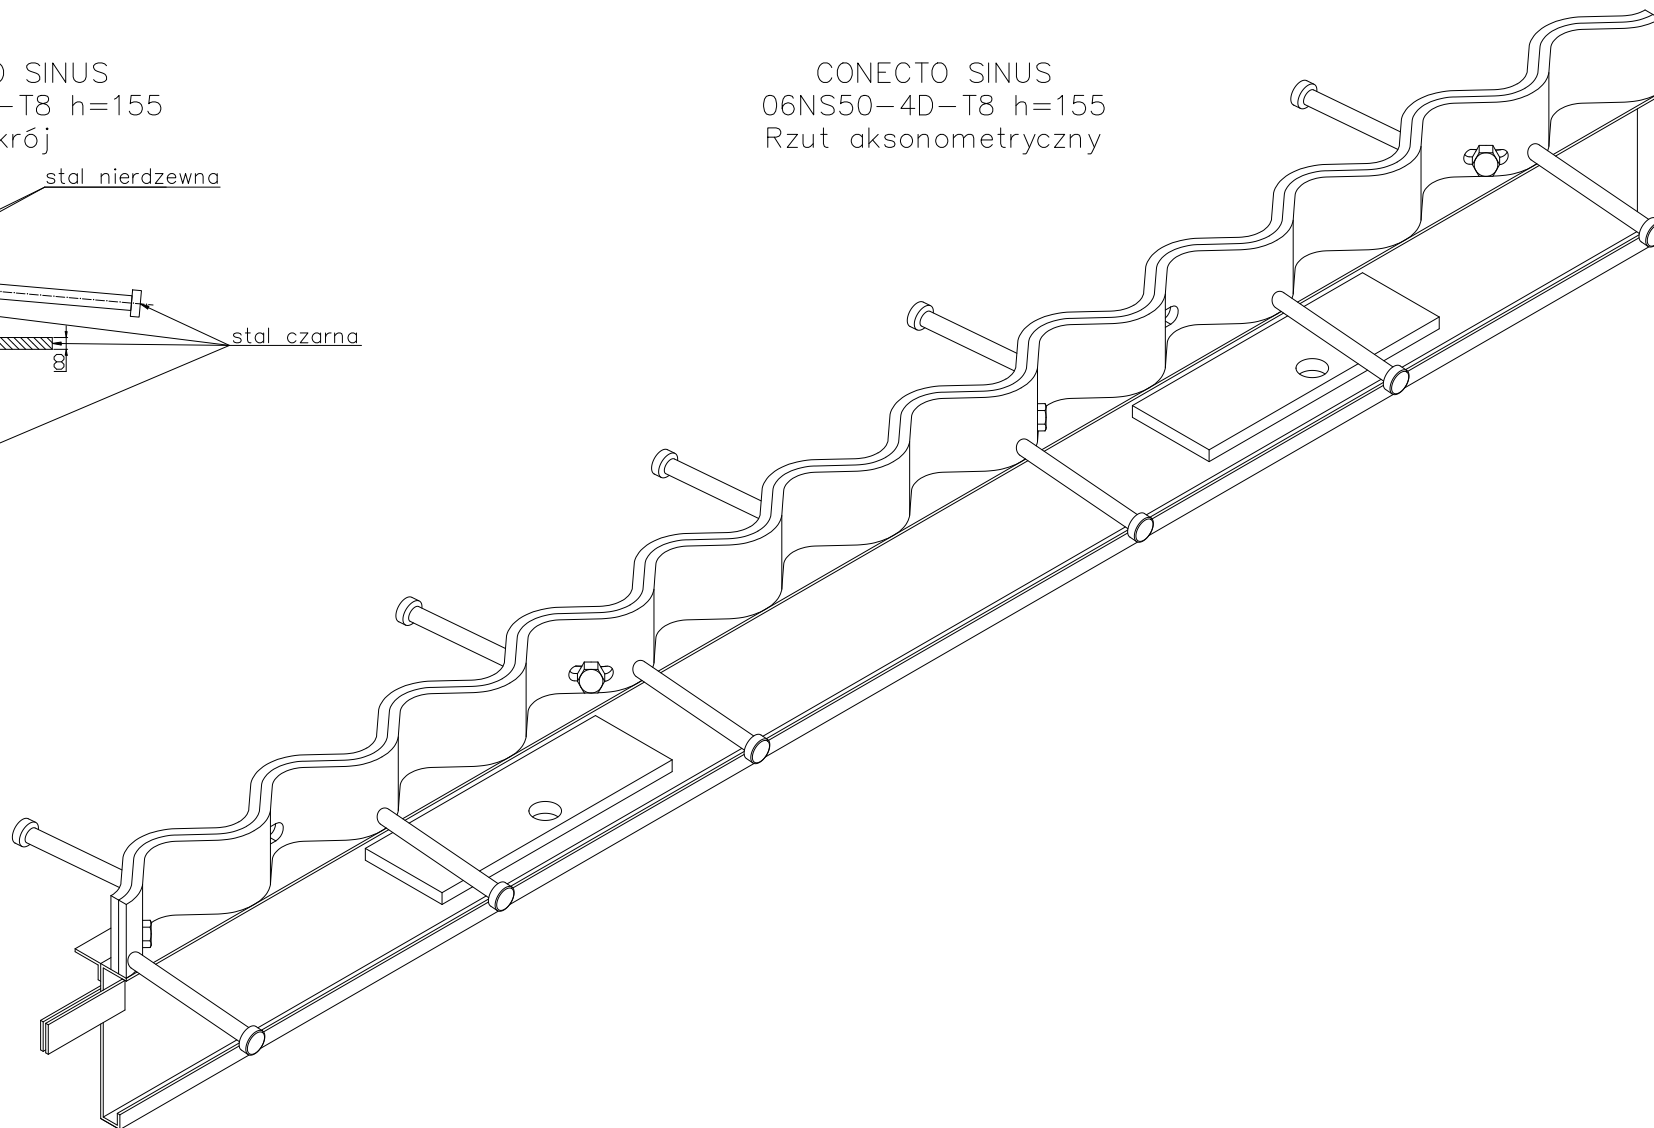 O SINUS
-T8 h=155
krój
stal nierdzewna
stal czarna
8
CONECTO SINUS
06NS50-4D-T8 h=155
Rzut aksonometryczny